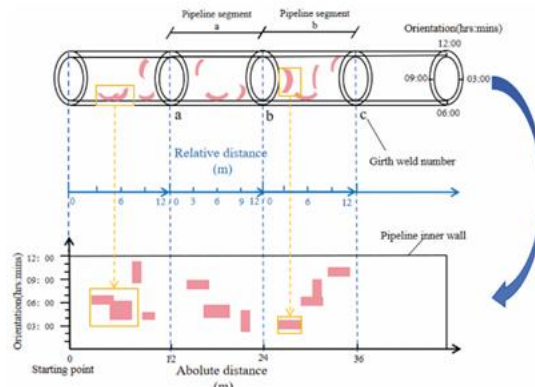 Pipeline segment
a
Pipeline segment
b
Orientation(hrs:mins)
12:00
09:00
03:00
06:00
a
b
c
Girth weld number
Relative distance
(m)
0 6 12 0 3 6 9 12 0 6 12
Pipeline inner wall
Orientation(hrs:mins)
12: 00
09: 00
06: 00
03: 00
0 12 24 36
Starting point
Abolute distance
(m)